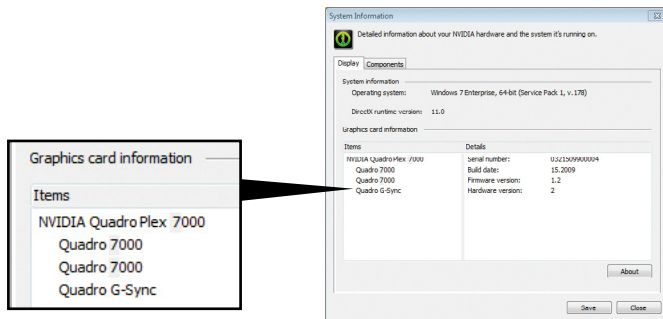 System Information
Detailed information about your NVIDIA hardware and the system it's running on.
Display Components
System information
Operating system: Windows 7 Enterprise, 64-bit (Service Pack 1, v.178)
DirectX runtime version: 11.0
Graphics card information
Items Details
NVIDIA Quadro Plex 7000 Serial number: 0321509900004
Quadro 7000 Build date: 15.2009
Quadro 7000 Firmware version: 1.2
Quadro G-Sync Hardware version: 2
About
Save Close
Graphics card information
Items
NVIDIA Quadro Plex 7000
Quadro 7000
Quadro 7000
Quadro G-Sync